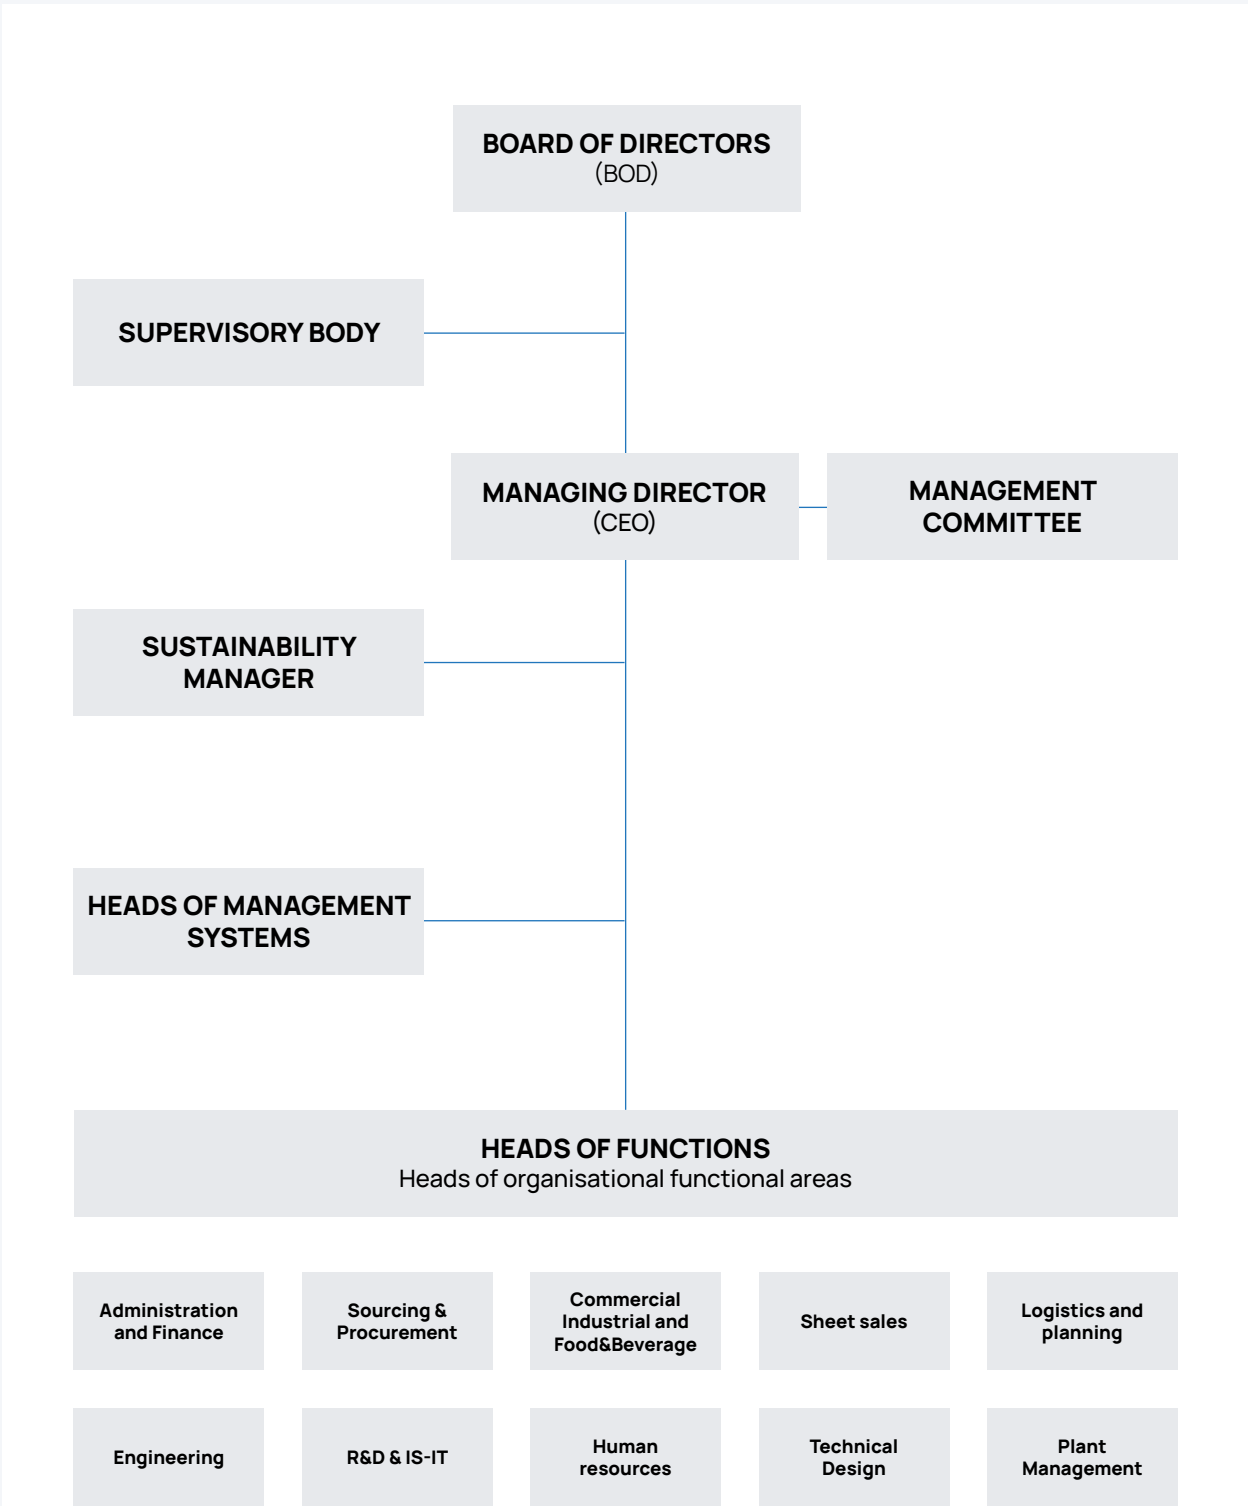 BOARD OF DIRECTORS
(BOD)
SUPERVISORY BODY
MANAGING DIRECTOR
(CEO)
MANAGEMENT
COMMITTEE
SUSTAINABILITY
MANAGER
HEADS OF MANAGEMENT
SYSTEMS
HEADS OF FUNCTIONS
Heads of organisational functional areas
Administration
and Finance
Sourcing &
Procurement
Commercial
Industrial and
Food&Beverage
Sheet sales
Logistics and
planning
Engineering
R&D & IS-IT
Human
resources
Technical
Design
Plant
Management